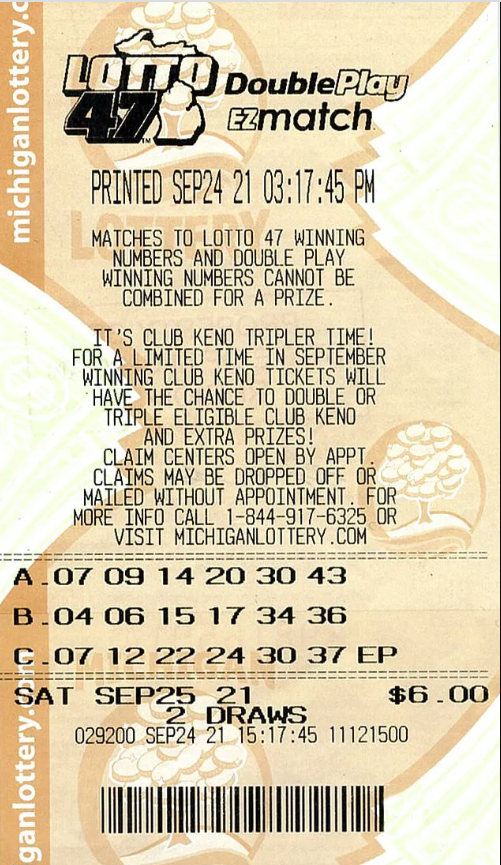 michiganlottery.c
LOTTO
47™
DoublePlay
EZmatch
PRINTED SEP24 21 03:17:45 PM
LOTTERY
MATCHES TO LOTTO 47 WINNING
NUMBERS AND DOUBLE PLAY
WINNING NUMBERS CANNOT BE
COMBINED FOR A PRIZE.
IT'S CLUB KENO TRIPLER TIME!
FOR A LIMITED TIME IN SEPTEMBER
WINNING CLUB KENO TICKETS WILL
HAVE THE CHANCE TO DOUBLE OR
TRIPLE ELIGIBLE CLUB KENO
AND EXTRA PRIZES!
CLAIM CENTERS OPEN BY APPT.
CLAIMS MAY BE DROPPED OFF OR
MAILED WITHOUT APPOINTMENT. FOR
MORE INFO CALL 1-844-917-6325 OR
VISIT MICHIGANLOTTERY.COM
A.07 09 14 20 30 43
B.04 06 15 17 34 36
C.07 12 22 24 30 37 EP
SAT SEP25 21 $6.00
2 DRAWS
029200 SEP24 21 15:17:45 11121500
ganlottery.com